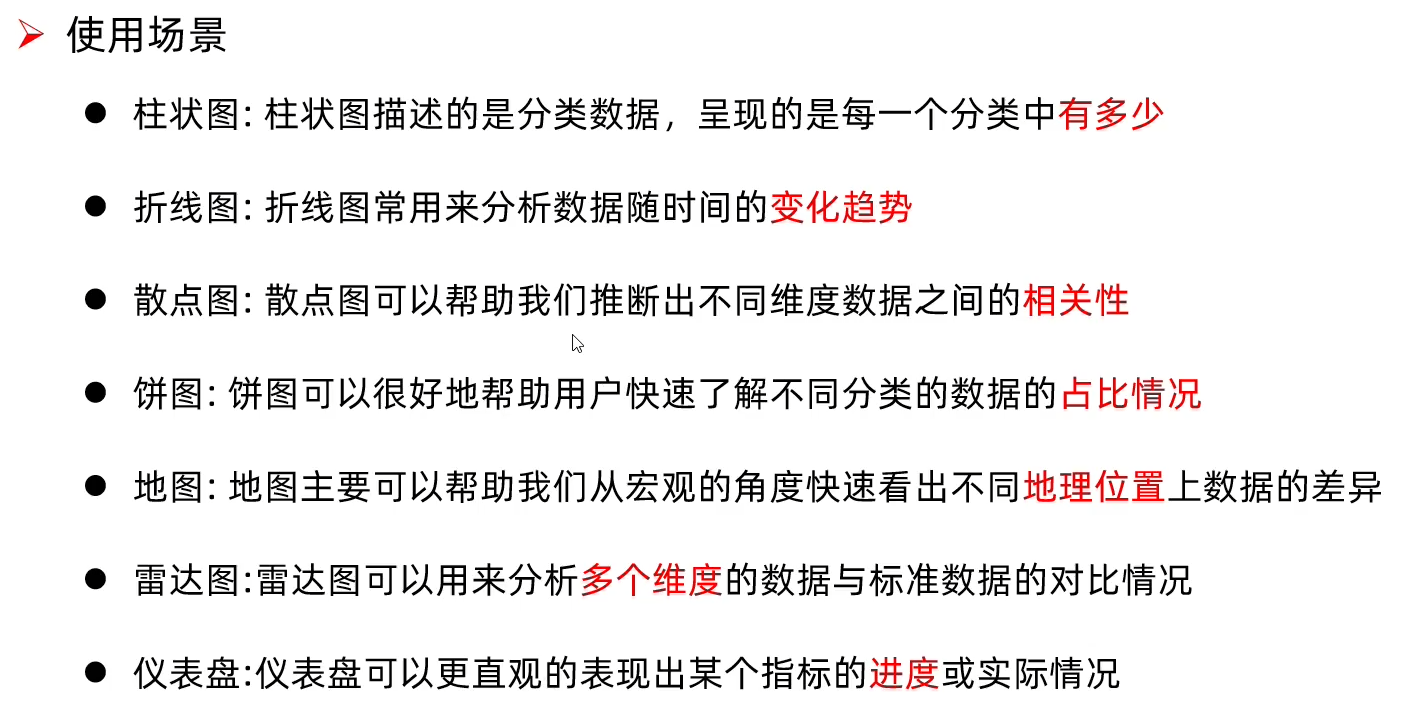 使用场景
柱状图: 柱状图描述的是分类数据，呈现的是每一个分类中有多少
折线图: 折线图常用来分析数据随时间的变化趋势
散点图: 散点图可以帮助我们推断出不同维度数据之间的相关性
饼图: 饼图可以很好地帮助用户快速了解不同分类的数据的占比情况
地图: 地图主要可以帮助我们从宏观的角度快速看出不同地理位置上数据的差异
雷达图:雷达图可以用来分析多个维度的数据与标准数据的对比情况
仪表盘:仪表盘可以更直观的表现出某个指标的进度或实际情况